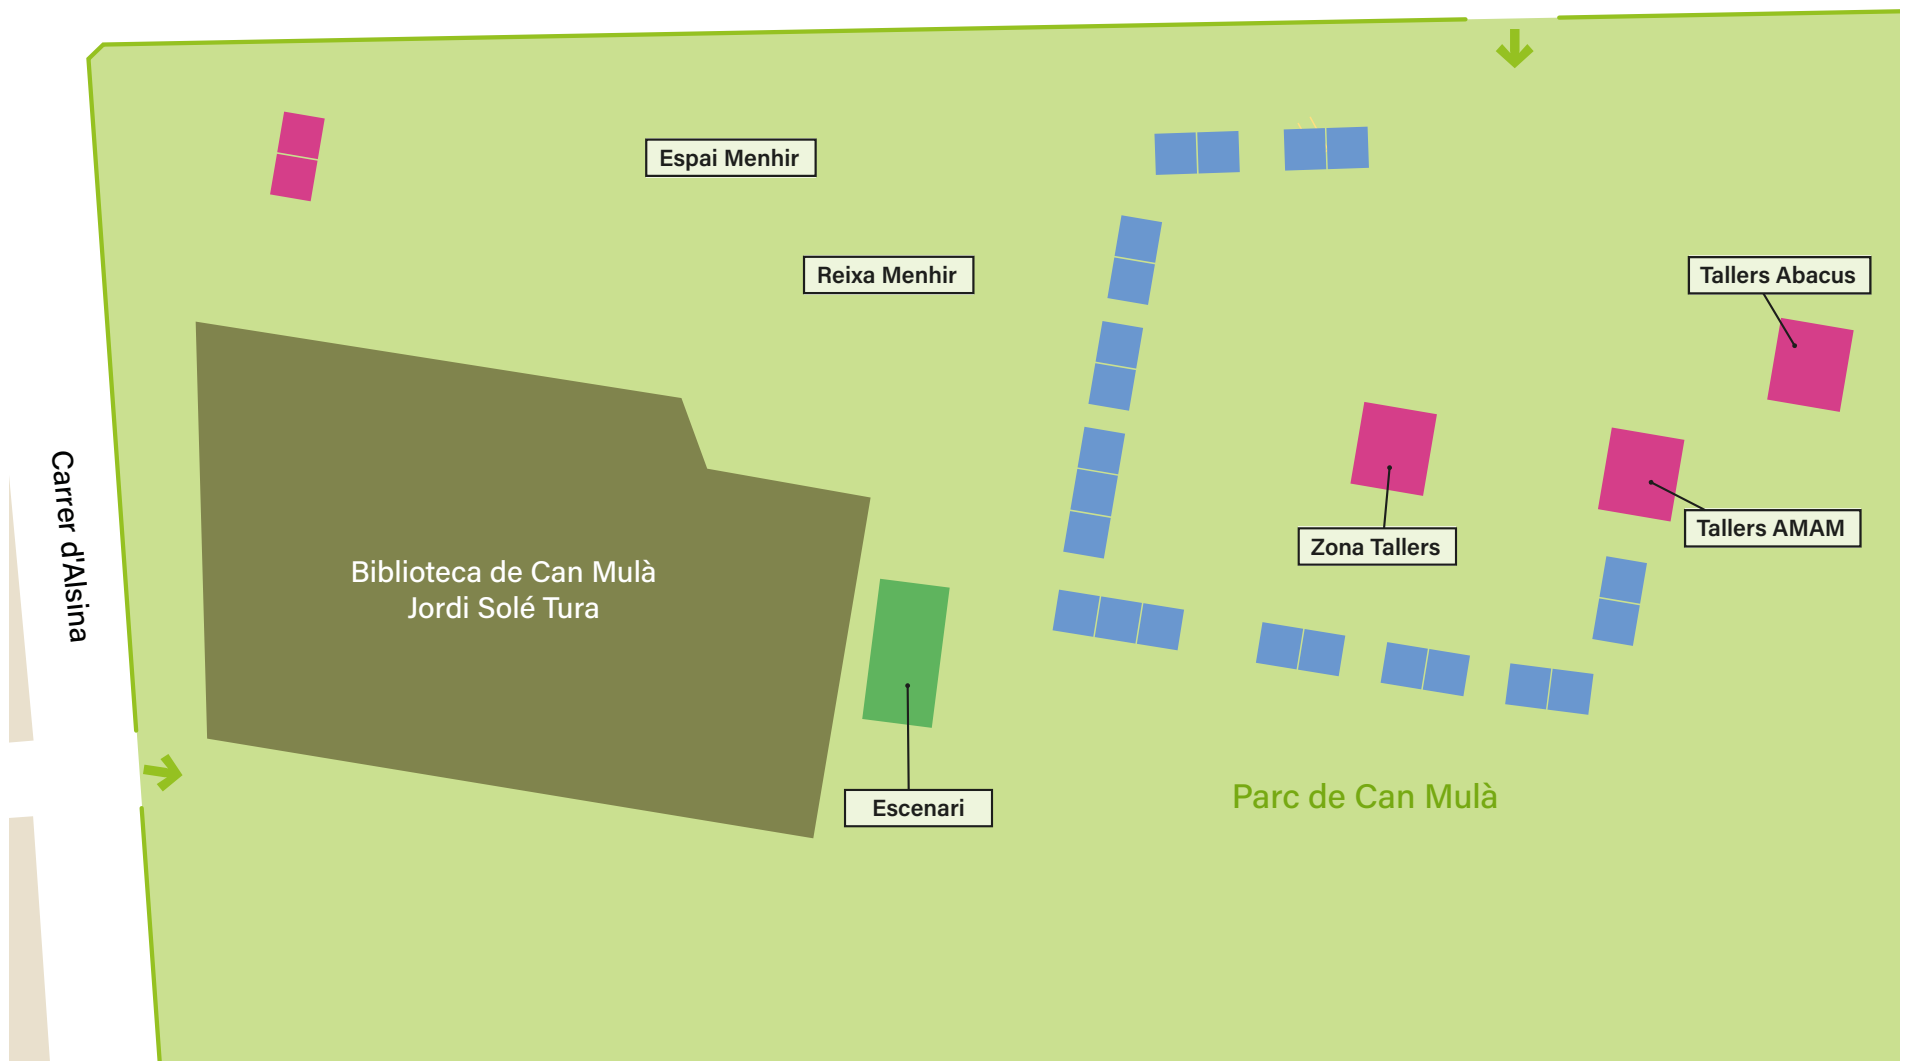 Espai Menhir
Reixa Menhir
Tallers Abacus
Carrer d'Alsina
Biblioteca de Can Mulà
Jordi Solé Tura
Zona Tallers
Tallers AMAM
Escenari
Parc de Can Mulà